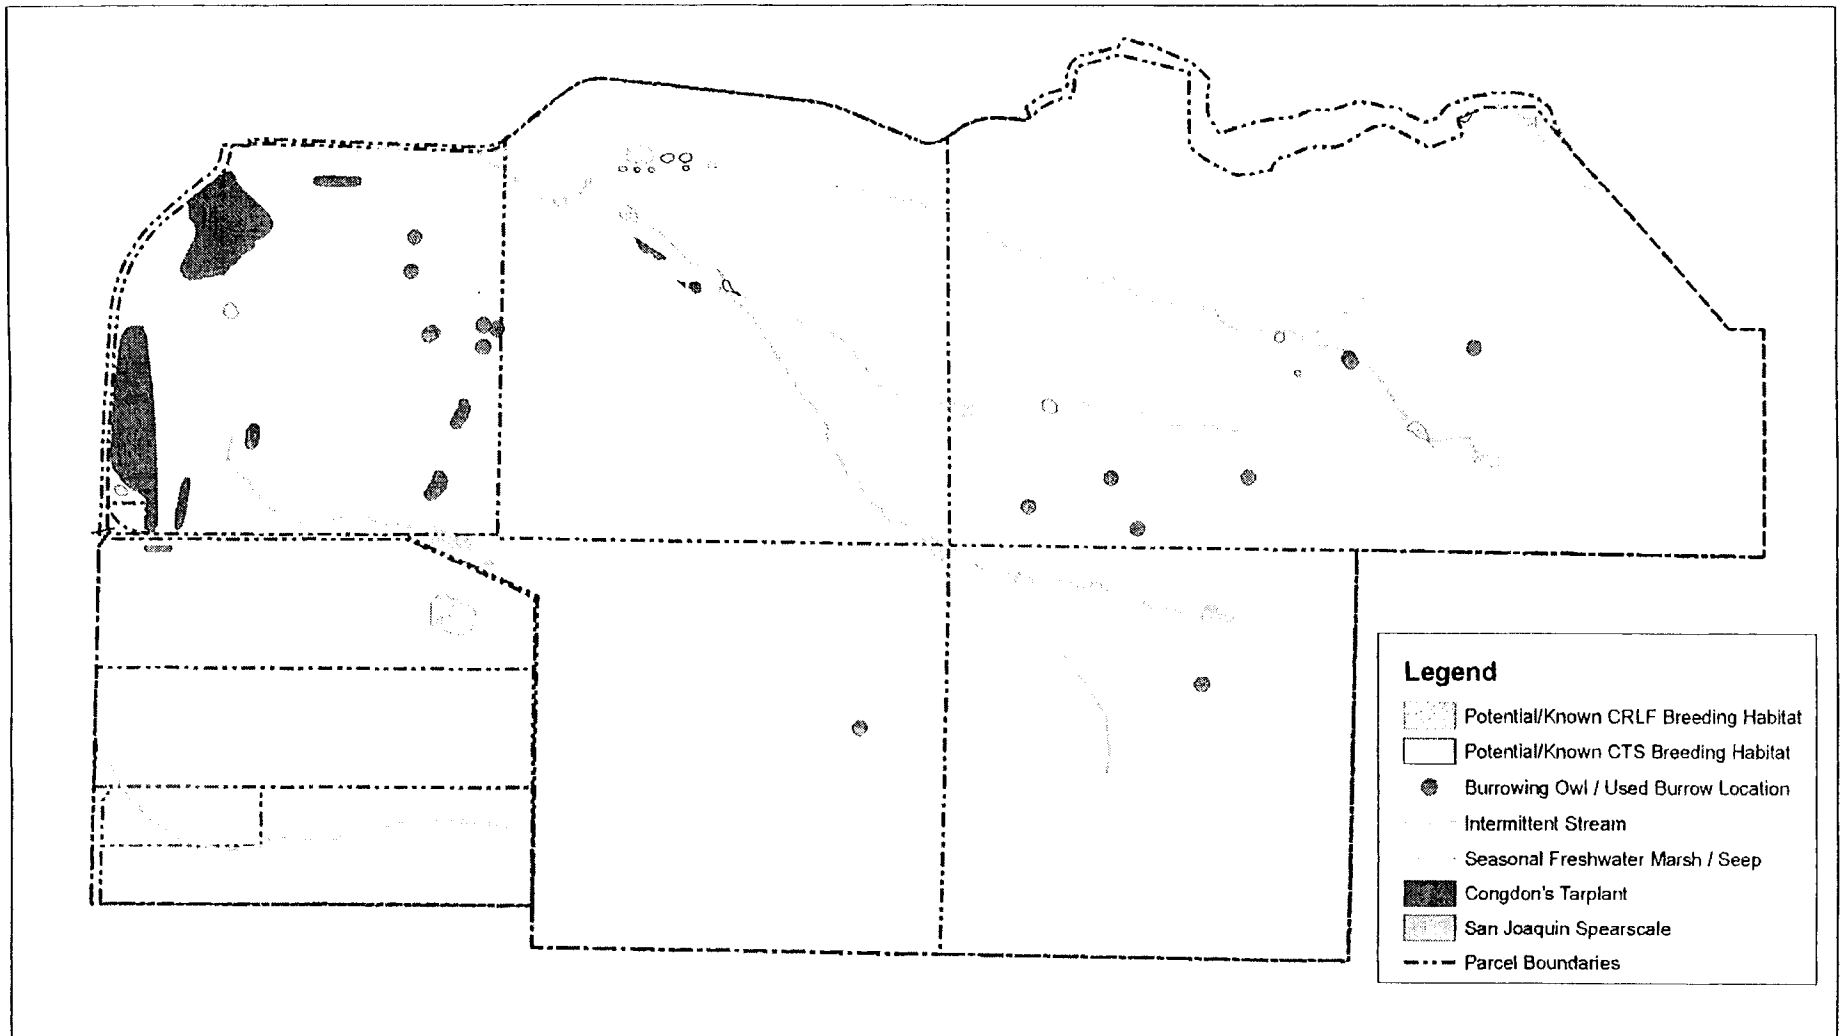 Legend
Potential/Known CRLF Breeding Habitat
Potential/Known CTS Breeding Habitat
Burrowing Owl / Used Burrow Location
Intermittent Stream
Seasonal Freshwater Marsh / Seep
Congdon's Tarplant
San Joaquin Spearscale
Parcel Boundaries